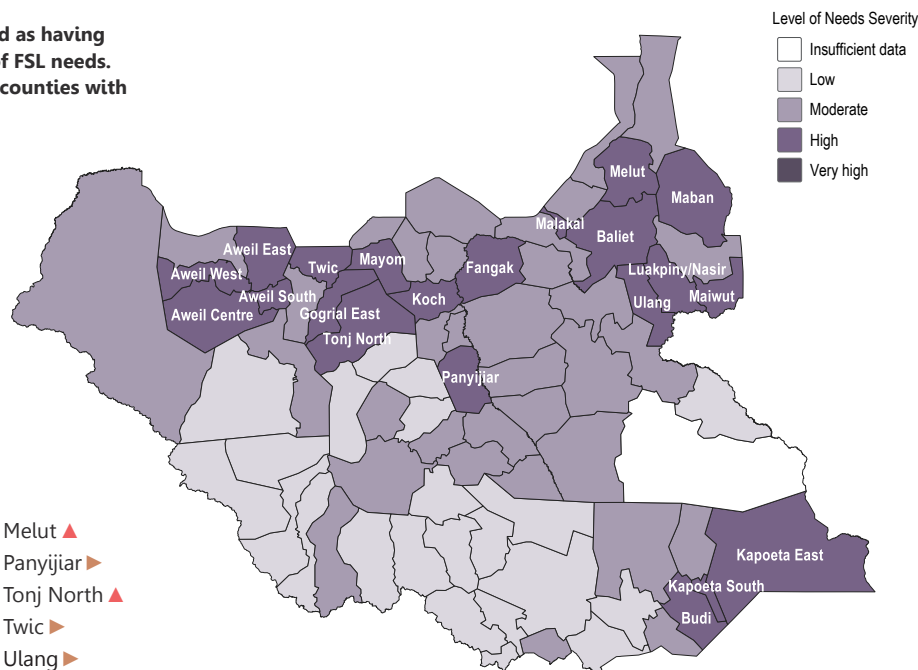 d as having
of FSL needs.
counties with
Level of Needs Severity
Insufficient data
Low
Moderate
High
Very high
Melut
Maban
Malakal
Baliet
Aweil East
Twic
Mayom
Fangak
Aweil West
Luakpiny/Nasir
Aweil South
Koch
Ulang
Maiwut
Aweil Centre
Gogrial East
Tonj North
Panyijiar
Kapoeta East
Kapoeta South
Budi
Melut ▲
Panyijiar ▶
Tonj North ▲
Twic ▶
Ulang ▶